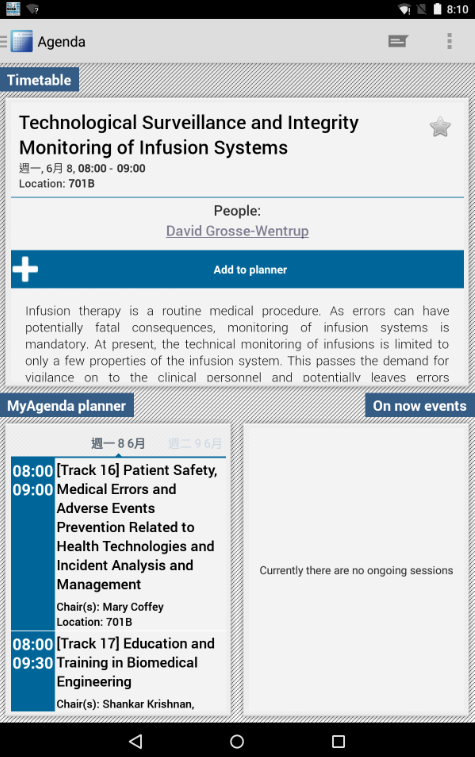 8:10
Agenda
Timetable
Technological Surveillance and Integrity
Monitoring of Infusion Systems
週一, 6月 8, 08:00 - 09:00
Location: 701B
People:
David Grosse-Wentrup
Add to planner
Infusion therapy is a routine medical procedure. As errors can have
potentially fatal consequences, monitoring of infusion systems is
mandatory. At present, the technical monitoring of infusions is limited to
only a few properties of the infusion system. This passes the demand for
vigilance on to the clinical personnel and potentially leaves errors
MyAgenda planner
On now events
週一 8 6月
週二 9 6月
08:00
09:00
[Track 16] Patient Safety,
Medical Errors and
Adverse Events
Prevention Related to
Health Technologies and
Incident Analysis and
Management
Chair(s): Mary Coffey
Location: 701B
08:00
09:30
[Track 17] Education and
Training in Biomedical
Engineering
Chair(s): Shankar Krishnan,
Currently there are no ongoing sessions